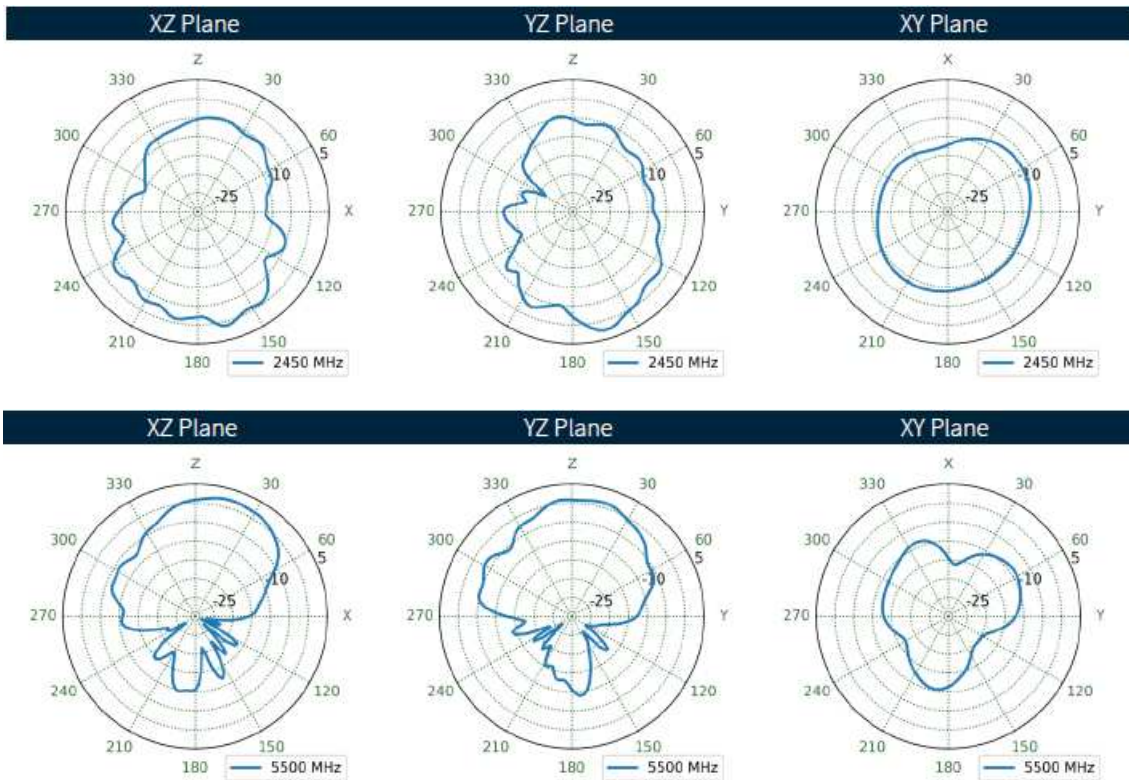 XZ Plane YZ Plane XY Plane
Z Z X
330 30 330 30 330 30
300 60 300 60 300 60
5 5 5
-10 -10 -10
-25 -25 -25
270 X 270 Y 270 Y
240 120 240 120 240 120
210 150 210 150 210 150
180 2450 MHz 180 2450 MHz 180 2450 MHz
XZ Plane YZ Plane XY Plane
Z Z X
330 30 330 30 330 30
300 60 300 60 300 60
5 5 5
-10 -10 -10
-25 -25 -25
270 X 270 Y 270 Y
240 120 240 120 240 120
210 150 210 150 210 150
180 5500 MHz 180 5500 MHz 180 5500 MHz